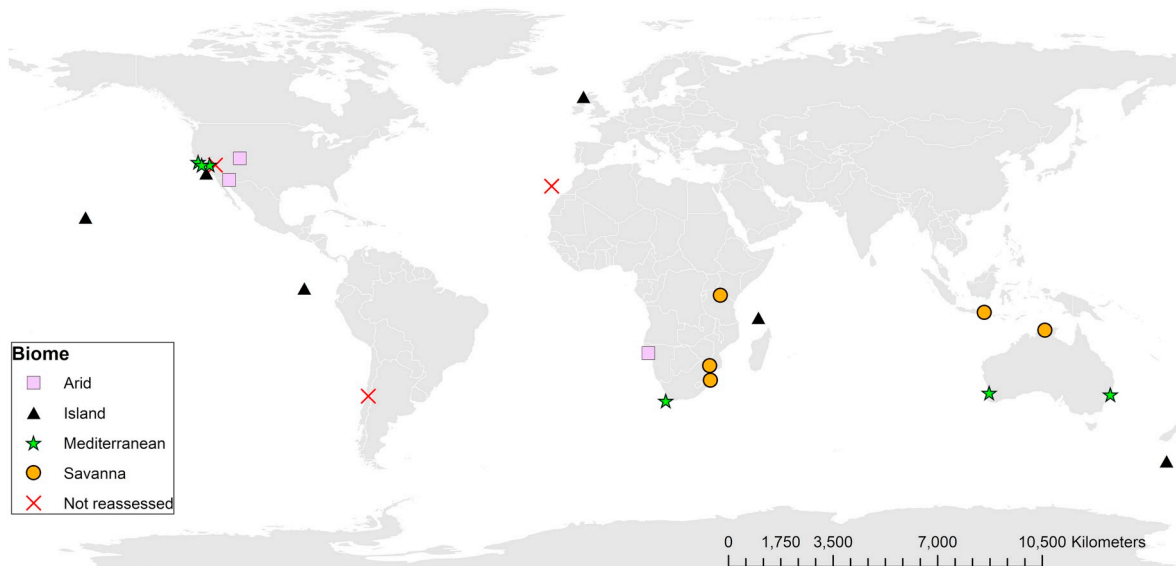 Biome
Arid
Island
Mediterranean
Savanna
Not reassessed
0 1,750 3,500 7,000 10,500 Kilometers